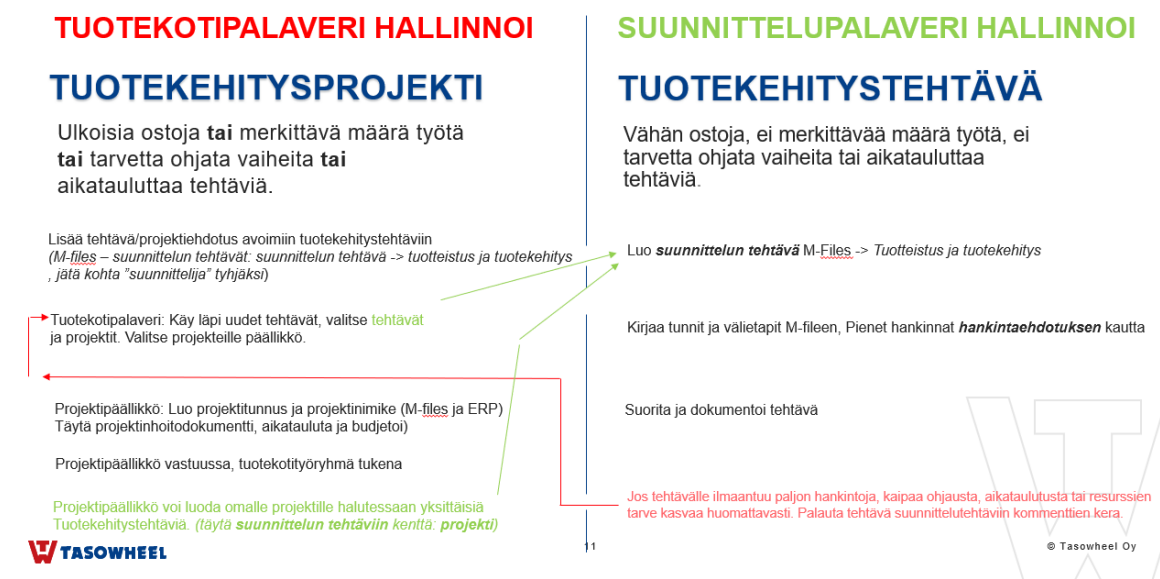 TUOTEKOTIPALAVERI HALLINNOI
TUOTEKEHITYSPROJEKTI
Ulkoisia ostoja tai merkittävä määrä työtä
tai tarvetta ohjata vaiheita tai
aikatauluttaa tehtäviä.
Lisää tehtävä/projektiehdotus avoimiin tuotekehitystehtäviin
(M-files – suunnittelun tehtävät: suunnittelun tehtävä -> tuotteistus ja tuotekehitys
, jätä kohta ”suunnittelija” tyhjäksi)
Tuotekotipalaveri: Käy läpi uudet tehtävät, valitse tehtävät
ja projektit. Valitse projekteille päällikkö.
Projektipäällikkö: Luo projektitunnus ja projektinimike (M-files ja ERP)
Täytä projektinhoitodokumentti, aikatauluta ja budjetoi)
Projektipäällikkö vastuussa, tuotekotityöryhmä tukena
Projektipäällikkö voi luoda omalle projektille halutessaan yksittäisiä
Tuotekehitystehtäviä. (täytä suunnittelun tehtäviin kenttä: projekti)
SUUNNITTELUPALAVERI HALLINNOI
TUOTEKEHITYSTEHTÄVÄ
Vähän ostoja, ei merkittävää määrä työtä, ei
tarvetta ohjata vaiheita tai aikatauluttaa
tehtäviä.
Luo suunnittelun tehtävä M-Files -> Tuotteistus ja tuotekehitys
Kirjaa tunnit ja välietapit M-fileen, Pienet hankinnat hankintaehdotuksen kautta
Suorita ja dokumentoi tehtävä
Jos tehtävälle ilmaantuu paljon hankintoja, kaipaa ohjausta, aikataulutusta tai resurssien
tarve kasvaa huomattavasti. Palauta tehtävä suunnittelutehtäviin kommenttien kera.
TASOWHEEL
11
© Tasowheel Oy